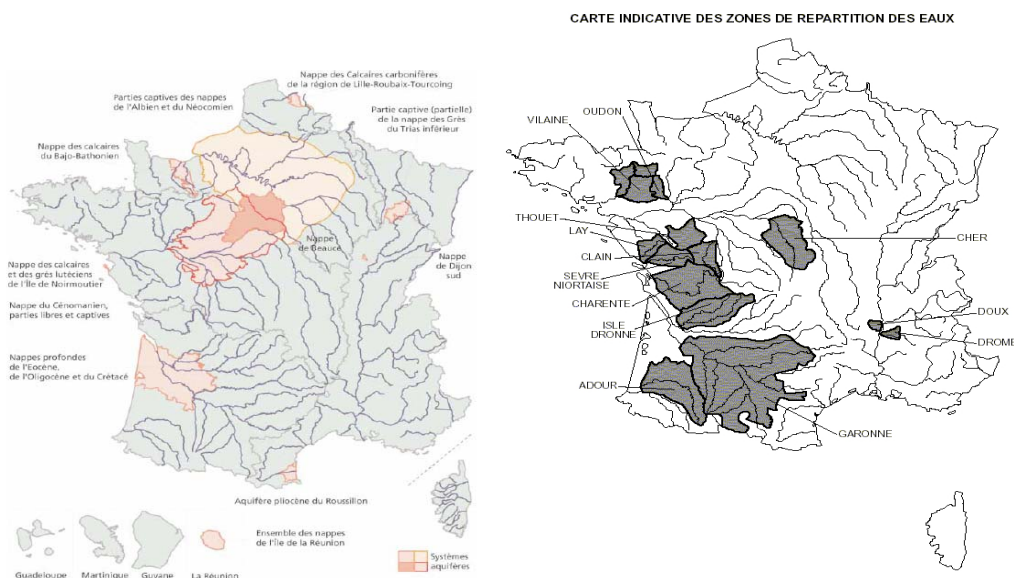 CARTE INDICATIVE DES ZONES DE REPARTITION DES EAUX
Nappe des Calcaires carbonifères
de la région de Lille-Roubaix-Tourcoing
Parties captives des nappes
de l'Albien et du Néocomien
Partie captive (partielle)
de la nappe des Grès
du Trias inférieur
Nappe des calcaires
du Bajo-Bathonien
Nappe
de Beauce
Nappe
de Dijon
sud
Nappe des calcaires
et des grès lutéciens
de l'Île de Noirmoutier
Nappe du Cénomanien,
parties libres et captives
Nappes profondes
de l'Eocène,
de l'Oligocène et du Crétacé
Aquifère pliocène du Roussillon
Ensemble des nappes
de l'Île de la Réunion
Guadeloupe
Martinique
Guyane
La Réunion
Systèmes
aquifères
OUDON
VILAINE
THOUET
LAY
CLAIN
SEVRE
NIORTAISE
CHARENTE
ISLE
DRONNE
ADOUR
CHER
DOUX
DROME
GARONNE